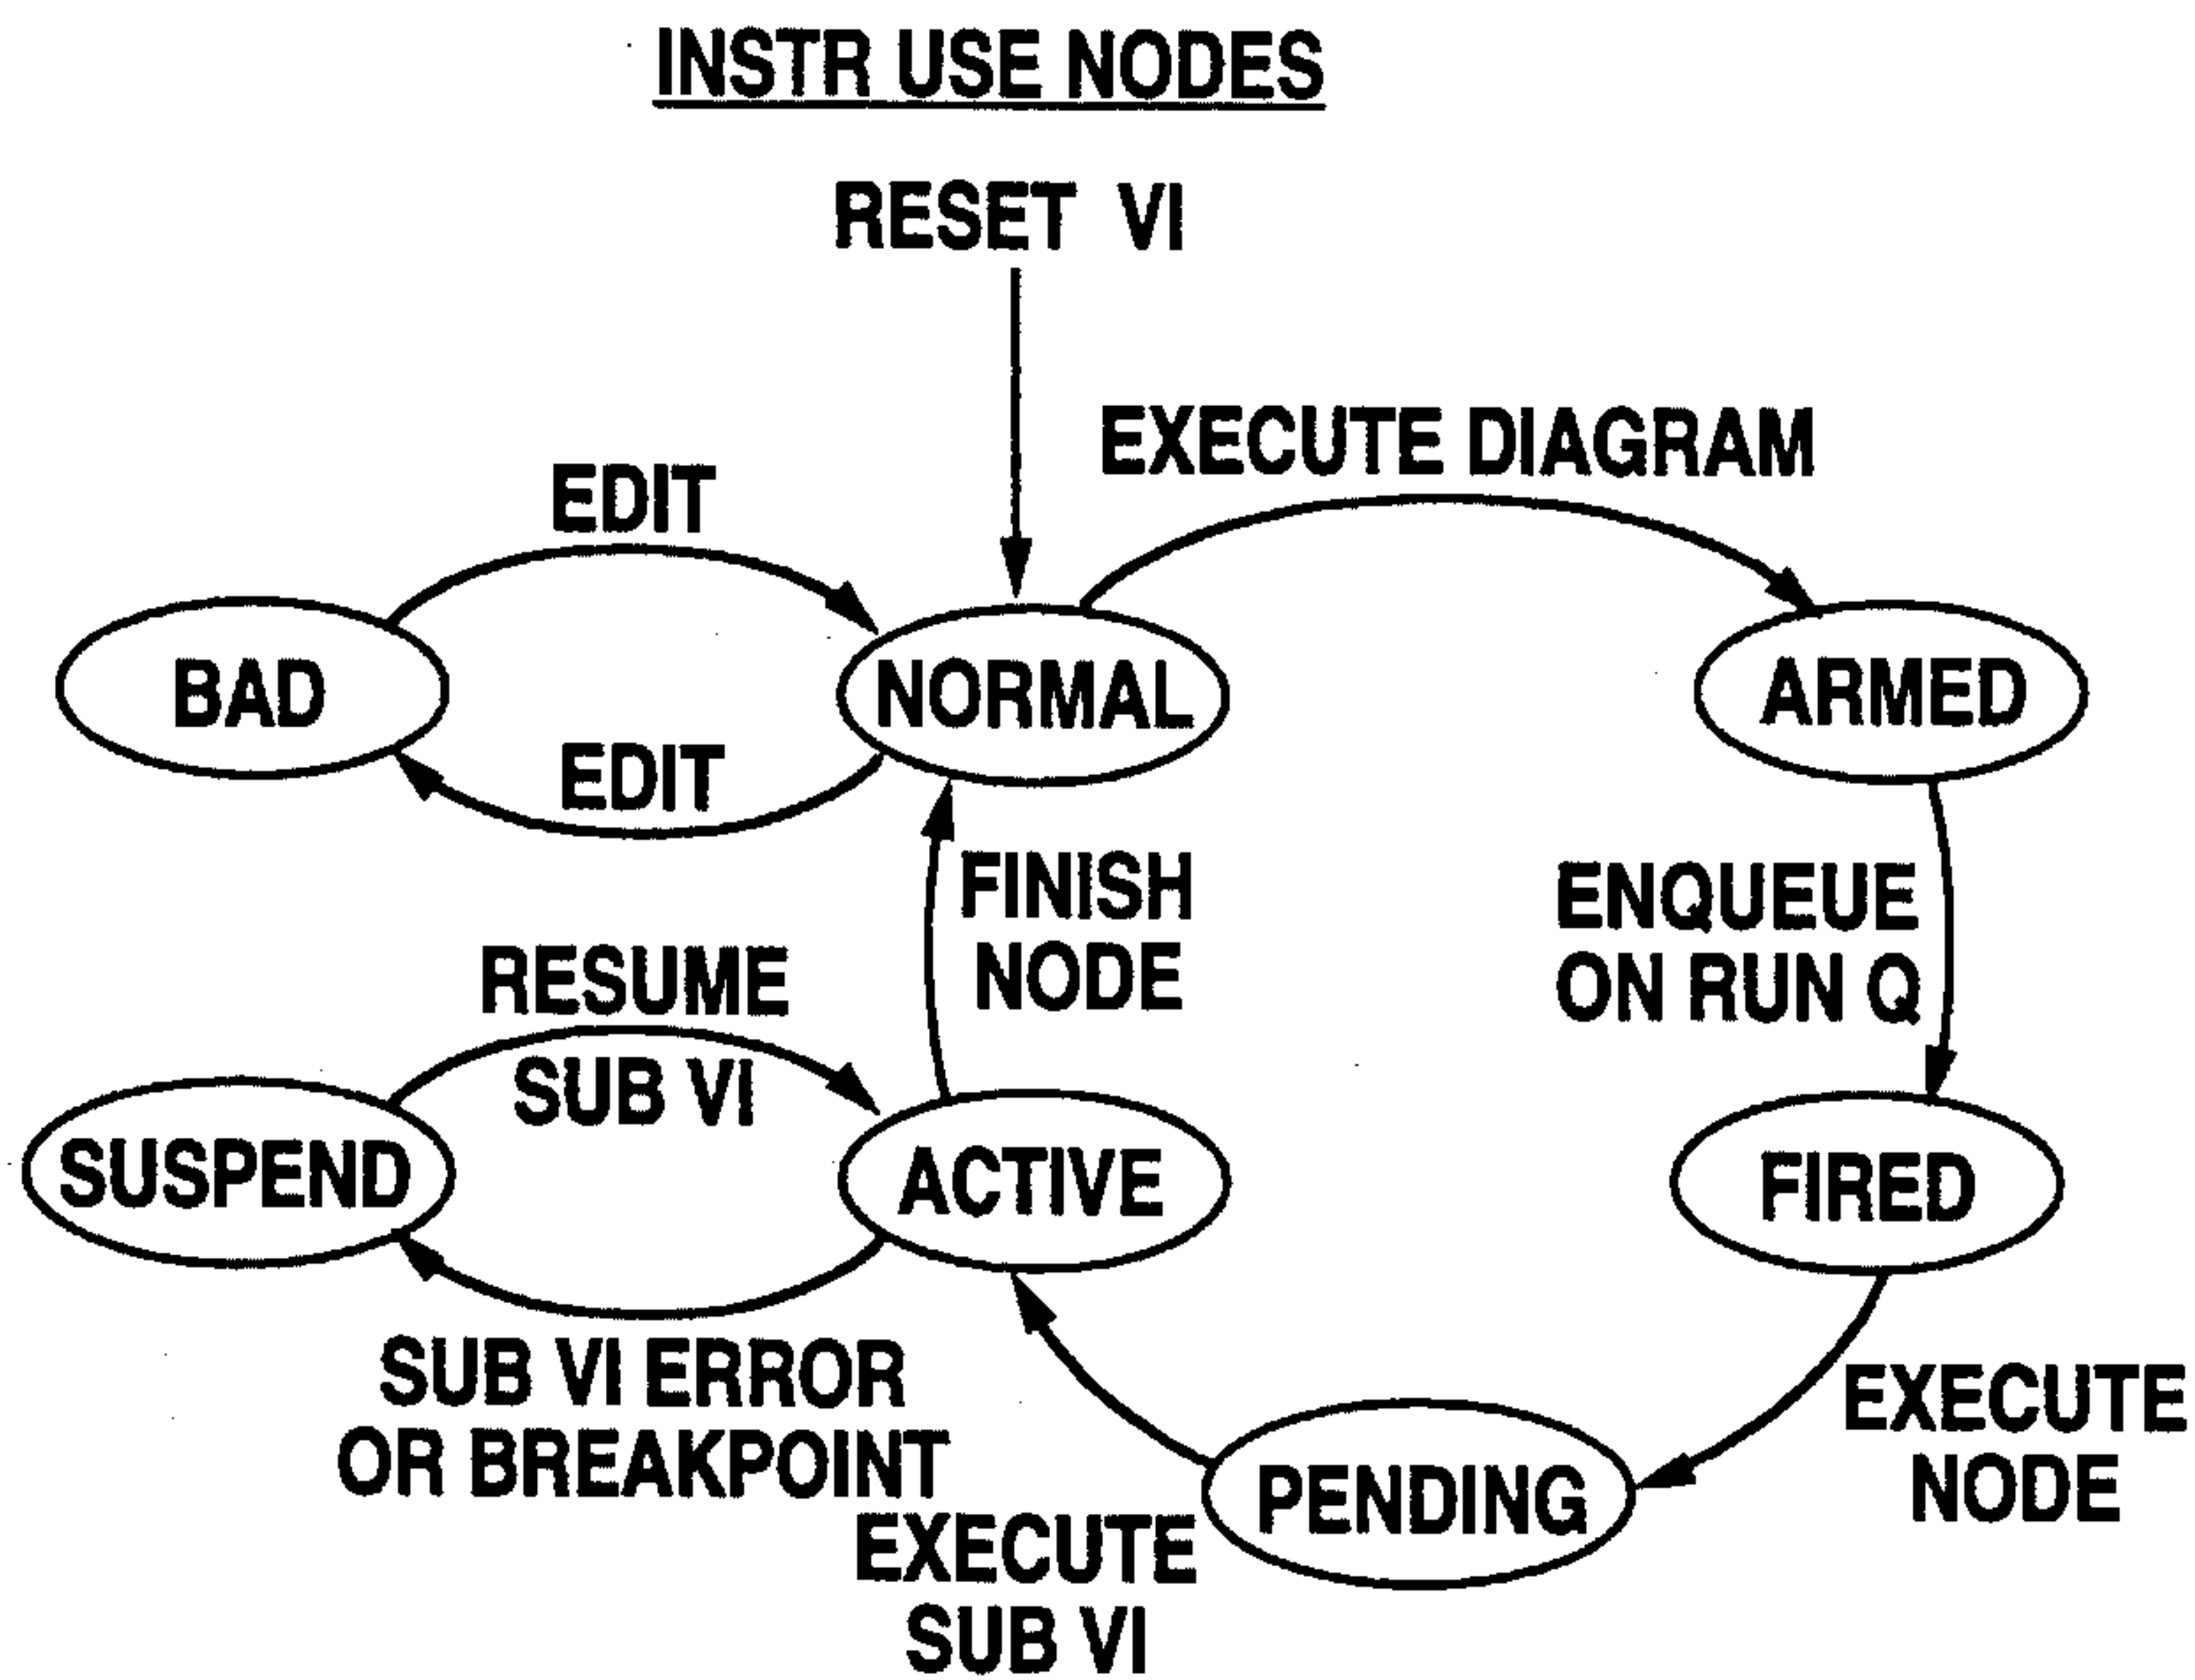 INSTR USE NODES
RESET VI
EXECUTE DIAGRAM
EDIT
BAD
NORMAL
ARMED
EDIT
FINISH
NODE
ENQUEUE
ON RUN Q
RESUME
SUB VI
SUSPEND
ACTIVE
FIRED
SUB VI ERROR
OR BREAKPOINT
EXECUTE
NODE
PENDING
EXECUTE
SUB VI